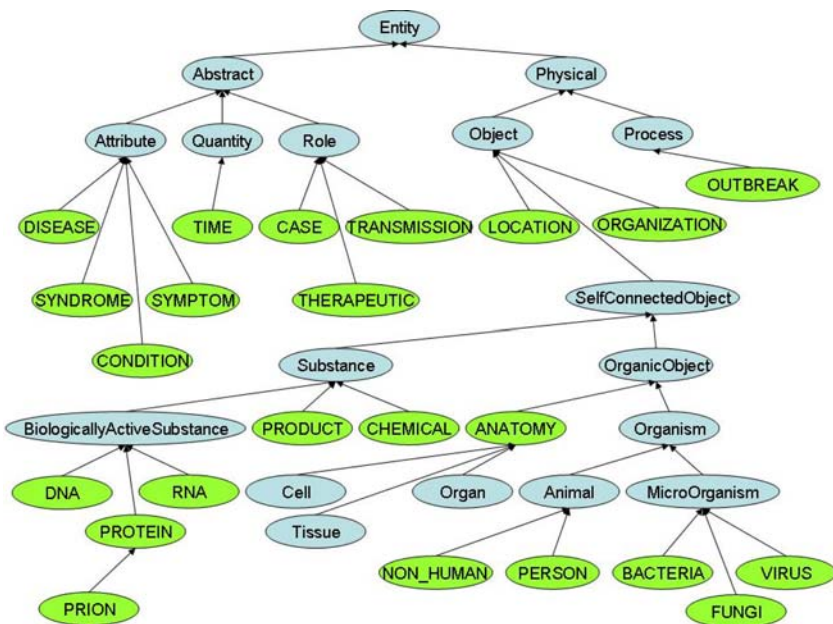 Entity
Abstract
Physical
Attribute
Quantity
Role
Object
Process
OUTBREAK
DISEASE
TIME
CASE
TRANSMISSION
LOCATION
ORGANIZATION
SYNDROME
SYMPTOM
THERAPEUTIC
SelfConnectedObject
CONDITION
Substance
OrganicObject
BiologicallyActiveSubstance
PRODUCT
CHEMICAL
ANATOMY
Organism
DNA
RNA
Cell
Organ
Animal
MicroOrganism
PROTEIN
Tissue
NON_HUMAN
PERSON
BACTERIA
VIRUS
PRION
FUNGI